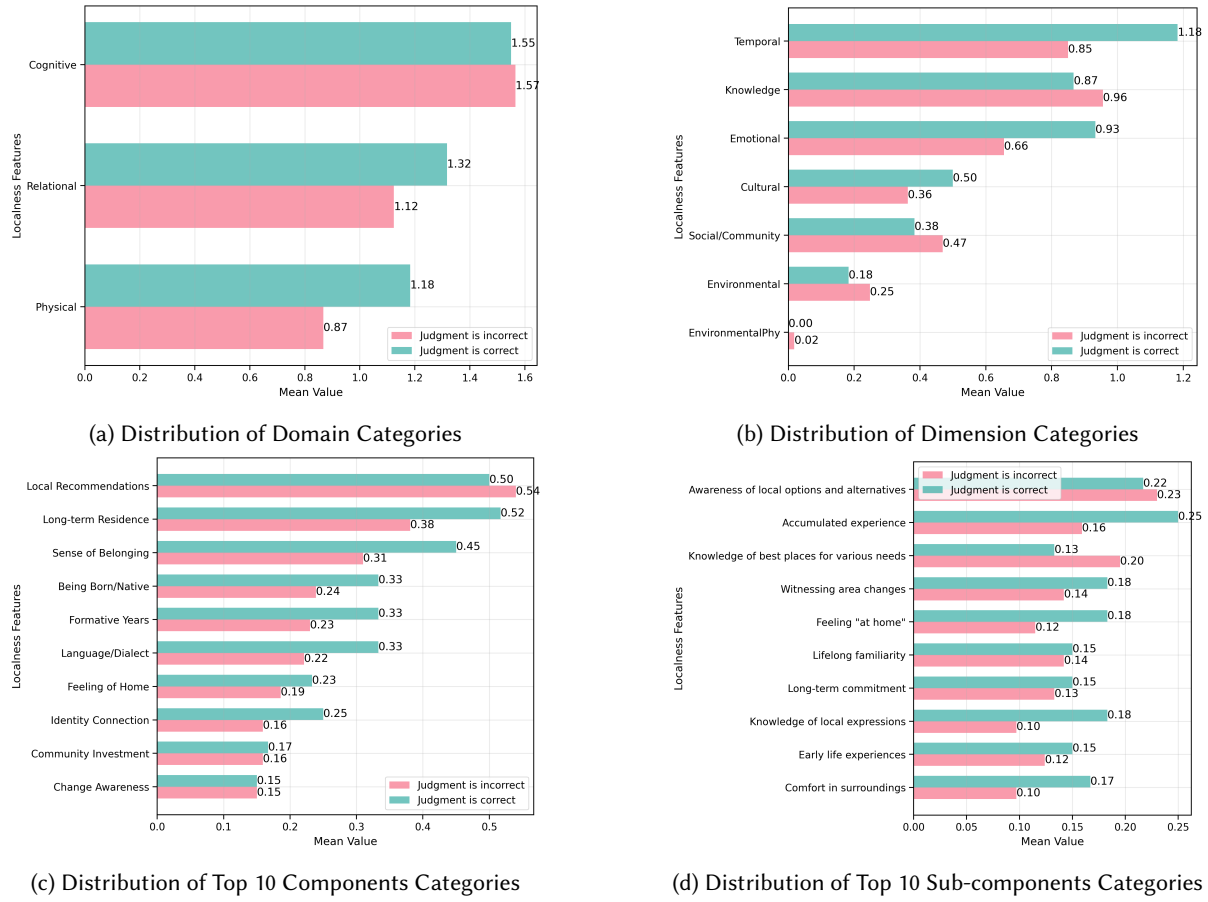 Localness Features
Cognitive
1.55
1.57
Relational
1.32
1.12
Physical
1.18
0.87
Judgment is incorrect
Judgment is correct
0.0 0.2 0.4 0.6 0.8 1.0 1.2 1.4 1.6
Mean Value
(a) Distribution of Domain Categories
Localness Features
Temporal
1.18
0.85
Knowledge
0.87
0.96
Emotional
0.93
0.66
Cultural
0.50
0.36
Social/Community
0.38
0.47
Environmental
0.18
0.25
EnvironmentalPhy
0.00
0.02
Judgment is incorrect
Judgment is correct
0.0 0.2 0.4 0.6 0.8 1.0 1.2
Mean Value
(b) Distribution of Dimension Categories
Localness Features
Local Recommendations
0.50
0.54
Long-term Residence
0.52
0.38
Sense of Belonging
0.45
0.31
Being Born/Native
0.33
0.24
Formative Years
0.33
0.23
Language/Dialect
0.33
0.22
Feeling of Home
0.23
0.19
Identity Connection
0.25
0.16
Community Investment
0.17
0.16
Change Awareness
0.15
0.15
Judgment is incorrect
Judgment is correct
0.0 0.1 0.2 0.3 0.4 0.5
Mean Value
(c) Distribution of Top 10 Components Categories
Localness Features
Judgment is incorrect
Judgment is correct
Awareness of local options and alternatives
0.22
0.23
Accumulated experience
0.25
0.16
Knowledge of best places for various needs
0.13
0.20
Witnessing area changes
0.18
0.14
Feeling "at home"
0.18
0.12
Lifelong familiarity
0.15
0.14
Long-term commitment
0.15
0.13
Knowledge of local expressions
0.18
0.10
Early life experiences
0.15
0.12
Comfort in surroundings
0.17
0.10
0.00 0.05 0.10 0.15 0.20 0.25
Mean Value
(d) Distribution of Top 10 Sub-components Categories